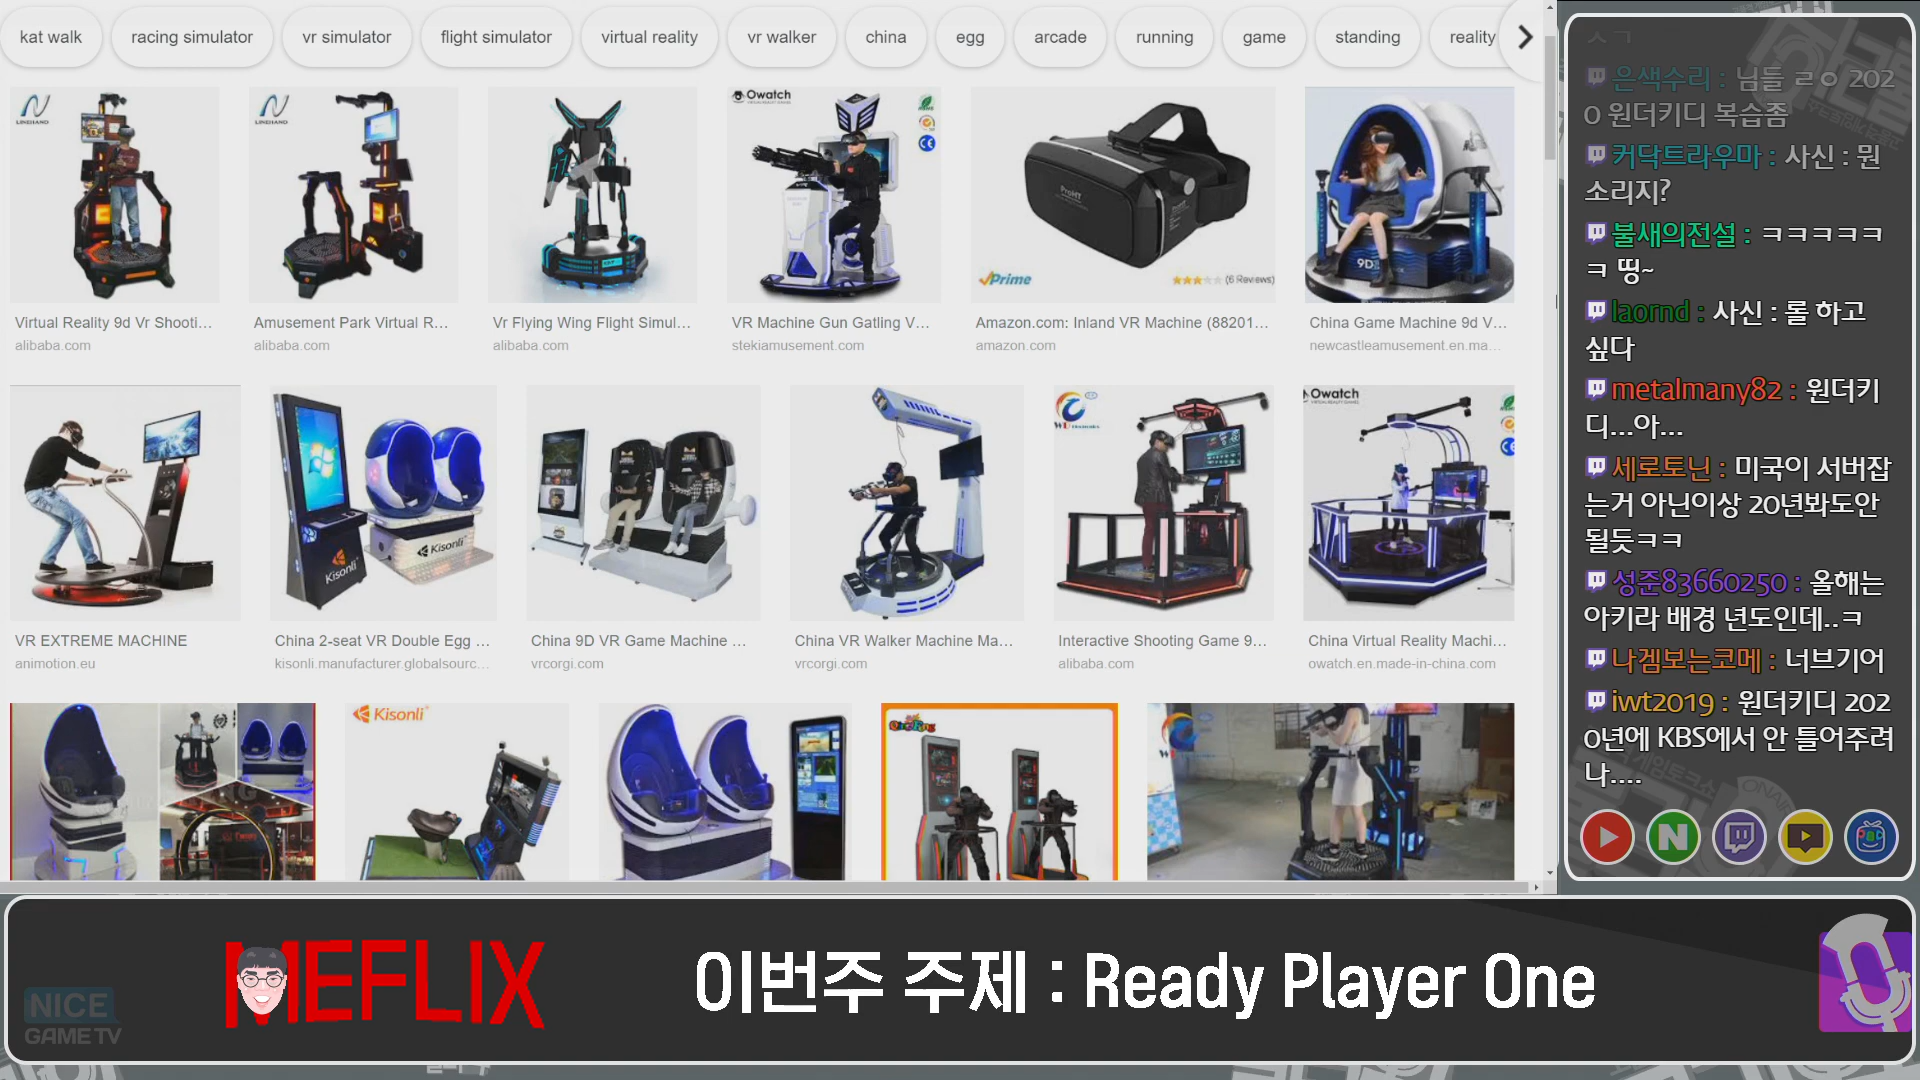 kat walk
racing simulator
vr simulator
flight simulator
virtual reality
vr walker
china
egg
arcade
running
game
standing
reality
LINDIAND
LINDIAND
Owatch
ProHT
Prime
(6 Reviews)
9D
Virtual Reality 9d Vr Shooti...
alibaba.com
Amusement Park Virtual R...
alibaba.com
Vr Flying Wing Flight Simul...
alibaba.com
VR Machine Gun Gatling V...
stekiamusement.com
Amazon.com: Inland VR Machine (88201...
amazon.com
China Game Machine 9d V...
newcastleamusement.en.ma...
Kisonli
Kisonli
Owatch
VR EXTREME MACHINE
animotion.eu
China 2-seat VR Double Egg ...
kisonli.manufacturer.globalsourc...
China 9D VR Game Machine ...
vrcorgi.com
China VR Walker Machine Ma...
vrcorgi.com
Interactive Shooting Game 9...
alibaba.com
China Virtual Reality Machi...
owatch.en.made-in-china.com
Kisonli
은색수리 : 님들 ㄹㅇ 202
0 원더키디 복습좀
커닥트라우마 : 사신 : 뭔
소리지?
불새의전설 : ㅋㅋㅋㅋㅋ
ㅋ 띵~
laornd : 사신 : 롤 하고
싶다
metalmany82 : 원더키
디...아...
세로토닌 : 미국이 서버잡
는거 아닌이상 20년봐도안
될듯ㅋㅋ
성준83660250 : 올해는
아키라 배경 년도인데..ㅋ
나겜보는코메 : 너브기어
iwt2019 : 원더키디 202
0년에 KBS에서 안 틀어주려
나....
NICE
GAME TV
MEFLIX
이번주 주제 : Ready Player One